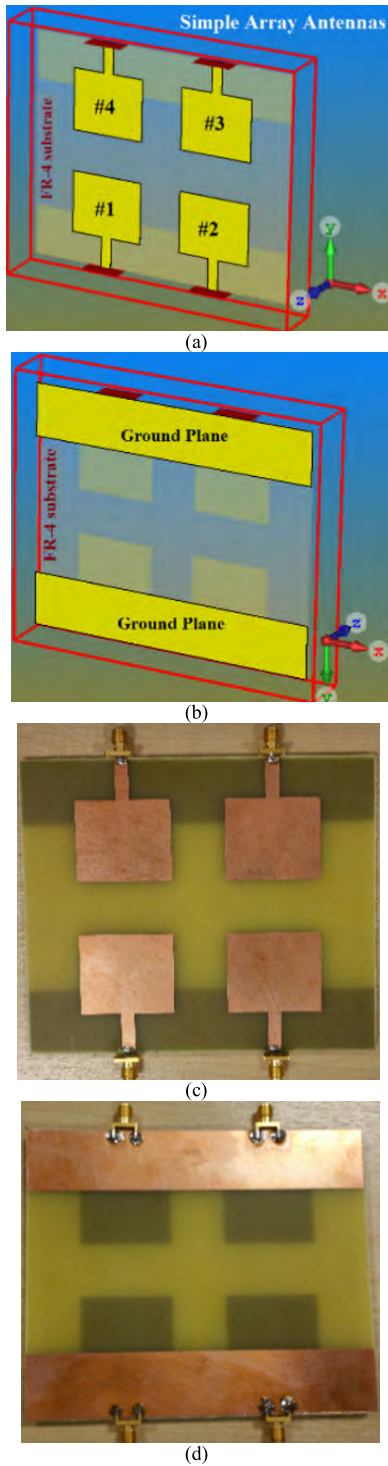 Simple Array Antennas
#4
#3
FR-4 substrate
#1
#2
y
x
z
(a)
Ground Plane
FR-4 substrate
Ground Plane
z
x
y
(b)
(c)
(d)